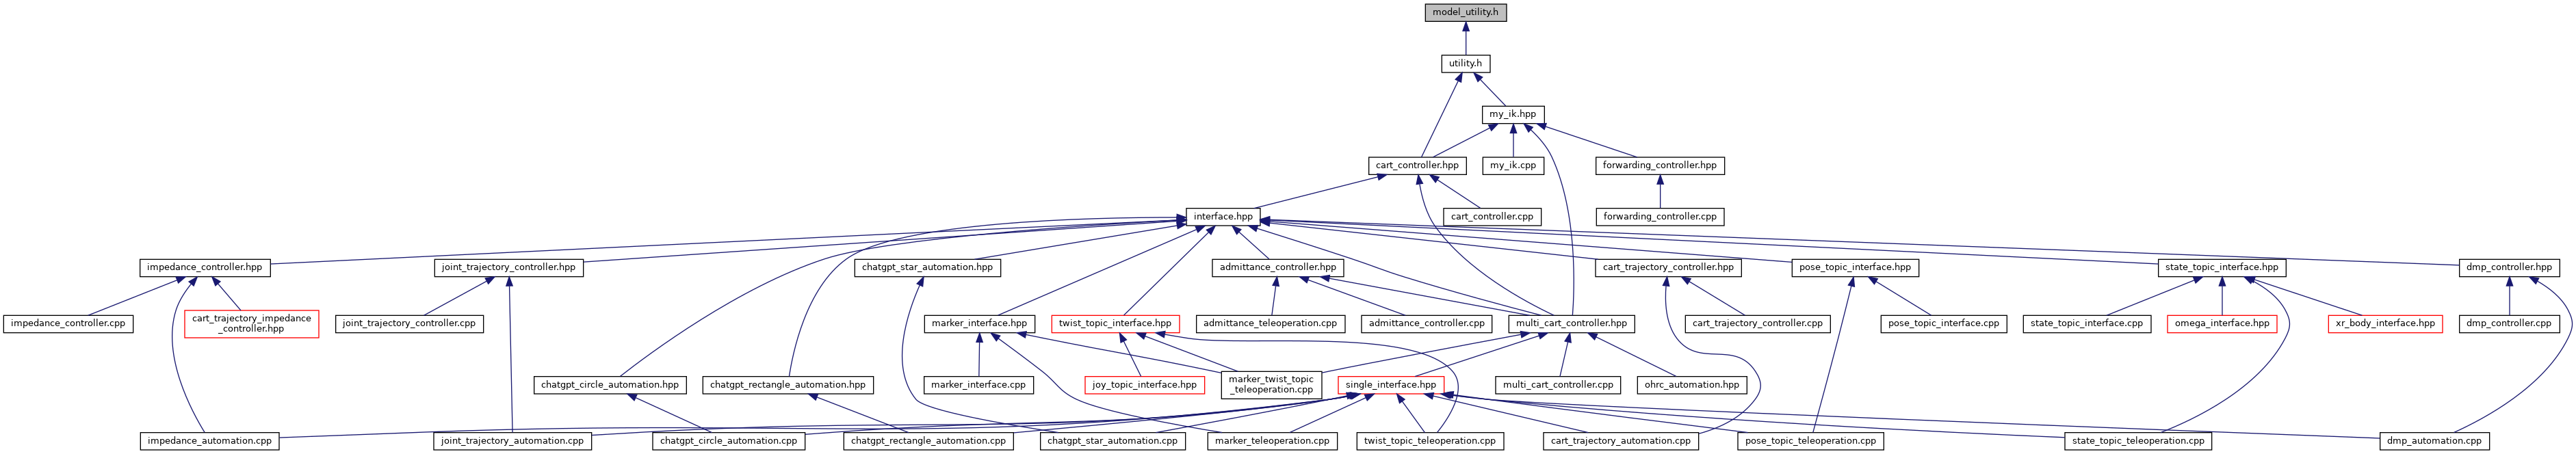 model_utility.h
utility.h
my_ik.hpp
cart_controller.hpp
my_ik.cpp
forwarding_controller.hpp
interface.hpp
cart_controller.cpp
forwarding_controller.cpp
impedance_controller.hpp
joint_trajectory_controller.hpp
chatgpt_star_automation.hpp
admittance_controller.hpp
cart_trajectory_controller.hpp
pose_topic_interface.hpp
state_topic_interface.hpp
dmp_controller.hpp
impedance_controller.cpp
cart_trajectory_impedance
_controller.hpp
joint_trajectory_controller.cpp
marker_interface.hpp
twist_topic_interface.hpp
admittance_teleoperation.cpp
admittance_controller.cpp
multi_cart_controller.hpp
cart_trajectory_controller.cpp
pose_topic_interface.cpp
state_topic_interface.cpp
omega_interface.hpp
xr_body_interface.hpp
dmp_controller.cpp
chatgpt_circle_automation.hpp
chatgpt_rectangle_automation.hpp
marker_interface.cpp
joy_topic_interface.hpp
marker_twist_topic
_teleoperation.cpp
single_interface.hpp
multi_cart_controller.cpp
ohrc_automation.hpp
impedance_automation.cpp
joint_trajectory_automation.cpp
chatgpt_circle_automation.cpp
chatgpt_rectangle_automation.cpp
chatgpt_star_automation.cpp
marker_teleoperation.cpp
twist_topic_teleoperation.cpp
cart_trajectory_automation.cpp
pose_topic_teleoperation.cpp
state_topic_teleoperation.cpp
dmp_automation.cpp